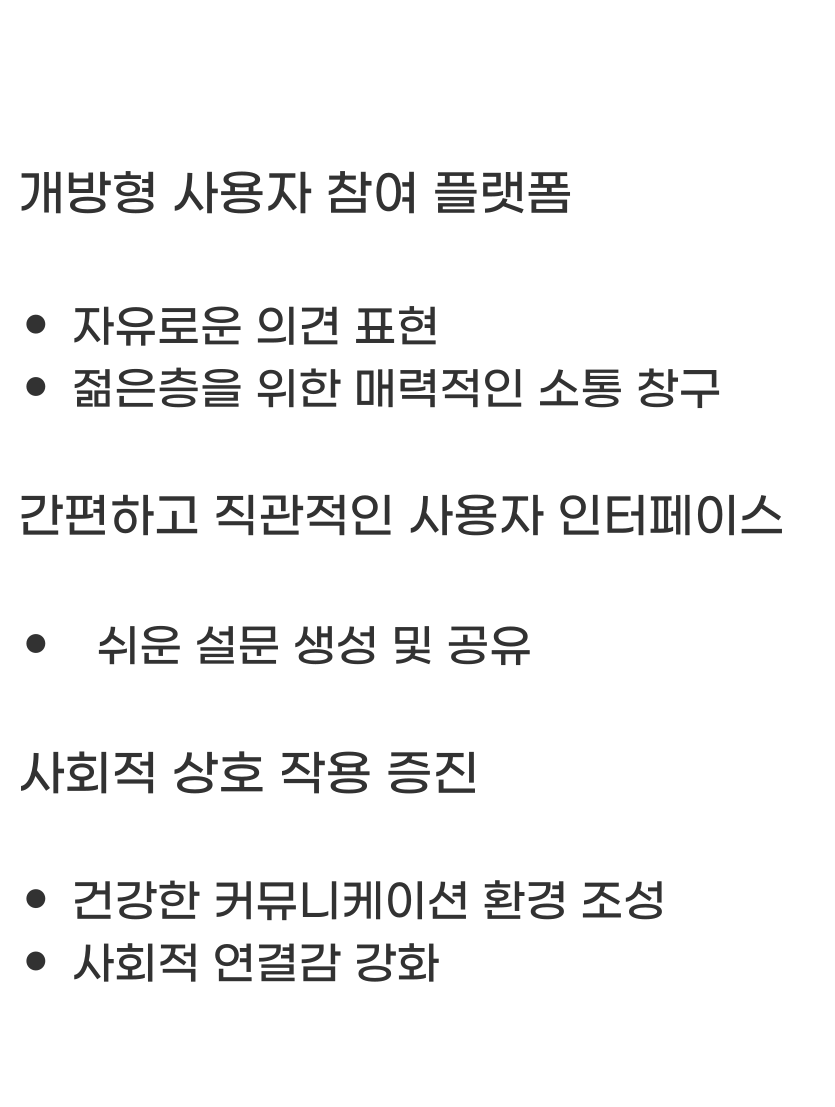 개방형 사용자 참여 플랫폼
• 자유로운 의견 표현
• 젊은층을 위한 매력적인 소통 창구
간편하고 직관적인 사용자 인터페이스
• 쉬운 설문 생성 및 공유
사회적 상호 작용 증진
• 건강한 커뮤니케이션 환경 조성
• 사회적 연결감 강화